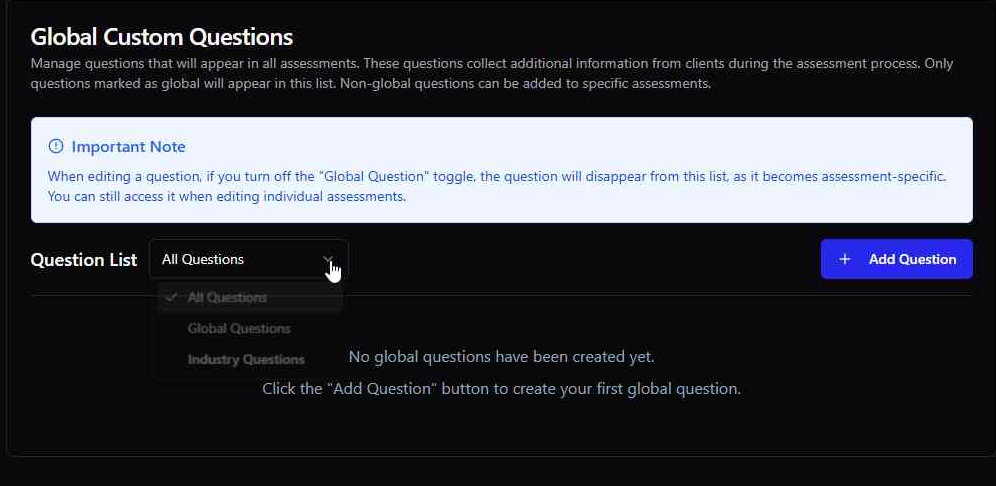 Global Custom Questions
Manage questions that will appear in all assessments. These questions collect additional information from clients during the assessment process. Only
questions marked as global will appear in this list. Non-global questions can be added to specific assessments.
Important Note
When editing a question, if you turn off the "Global Question" toggle, the question will disappear from this list, as it becomes assessment-specific.
You can still access it when editing individual assessments.
Question List
All Questions
+ Add Question
All Questions
Global Questions
Industry Questions
No global questions have been created yet.
Click the "Add Question" button to create your first global question.